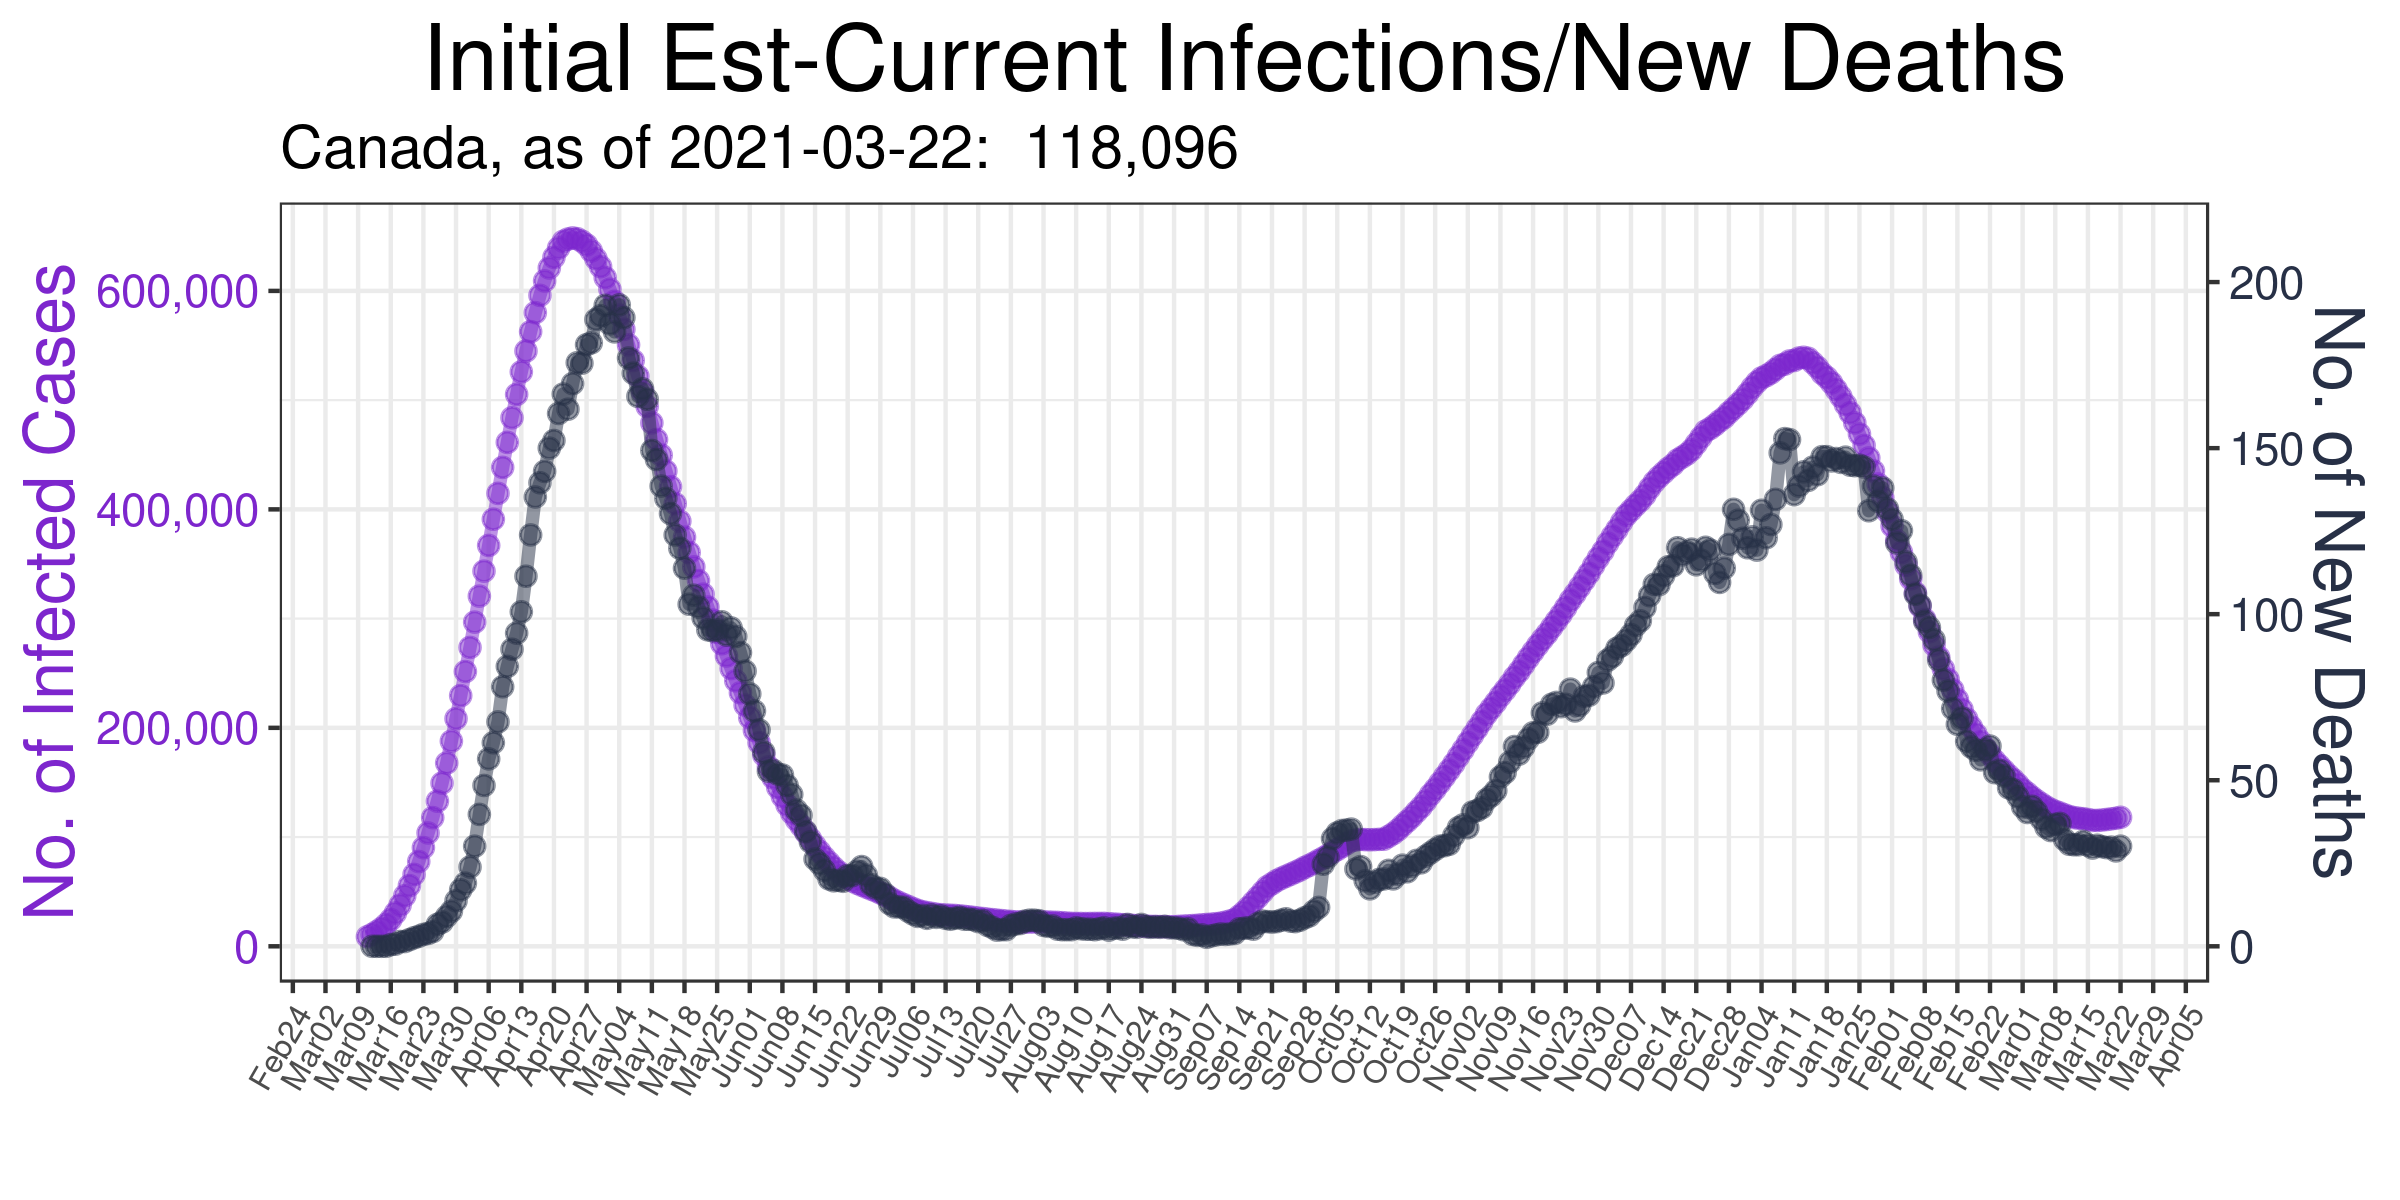 Initial Est-Current Infections/New Deaths
Canada, as of 2021-03-22:  118,096
No. of Infected Cases
600,000
400,000
200,000
0
200
150
100
50
0
No. of New Deaths
Feb24
Mar02
Mar09
Mar16
Mar23
Mar30
Apr06
Apr13
Apr20
Apr27
May04
May11
May18
May25
Jun01
Jun08
Jun15
Jun22
Jun29
Jul06
Jul13
Jul20
Jul27
Aug03
Aug10
Aug17
Aug24
Aug31
Sep07
Sep14
Sep21
Sep28
Oct05
Oct12
Oct19
Oct26
Nov02
Nov09
Nov16
Nov23
Nov30
Dec07
Dec14
Dec21
Dec28
Jan04
Jan11
Jan18
Jan25
Feb01
Feb08
Feb15
Feb22
Mar01
Mar08
Mar15
Mar22
Mar29
Apr05